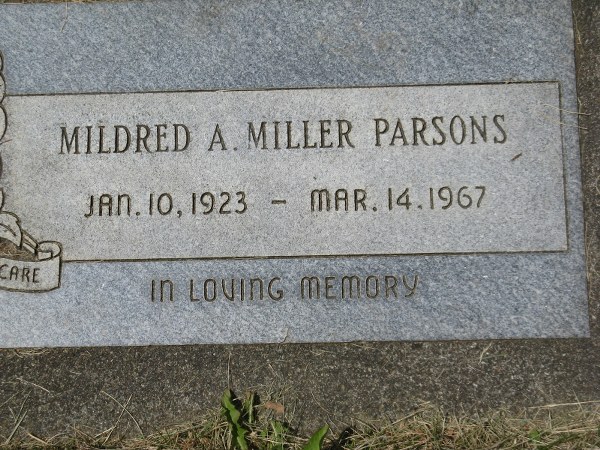 MILDRED A. MILLER PARSONS
JAN. 10, 1923 - MAR. 14. 1967
CARE
IN LOVING MEMORY